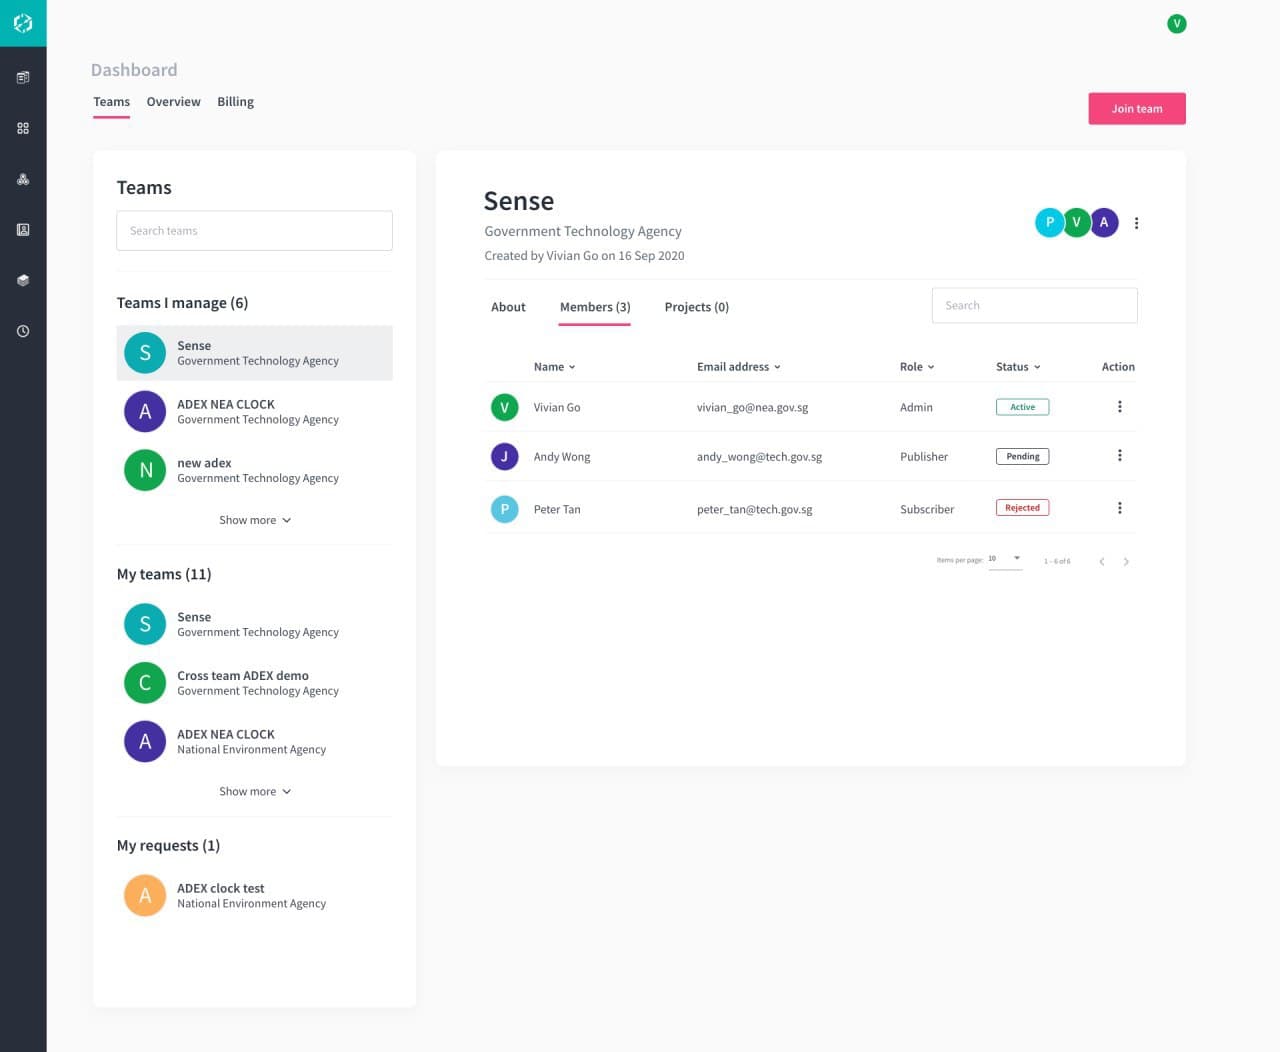 V
Dashboard
Teams Overview Billing
Join team
Teams
Search teams
Teams I manage (6)
S
Sense
Government Technology Agency
A
ADEX NEA CLOCK
Government Technology Agency
N
new adex
Government Technology Agency
Show more
My teams (11)
S
Sense
Government Technology Agency
C
Cross team ADEX demo
Government Technology Agency
A
ADEX NEA CLOCK
National Environment Agency
Show more
My requests (1)
A
ADEX clock test
National Environment Agency
Sense
Government Technology Agency
Created by Vivian Go on 16 Sep 2020
P V A
About Members (3) Projects (0)
Search
Name Email address Role Status Action
V Vivian Go vivian_go@nea.gov.sg Admin Active
J Andy Wong andy_wong@tech.gov.sg Publisher Pending
P Peter Tan peter_tan@tech.gov.sg Subscriber Rejected
Items per page: 10 1 - 6 of 6